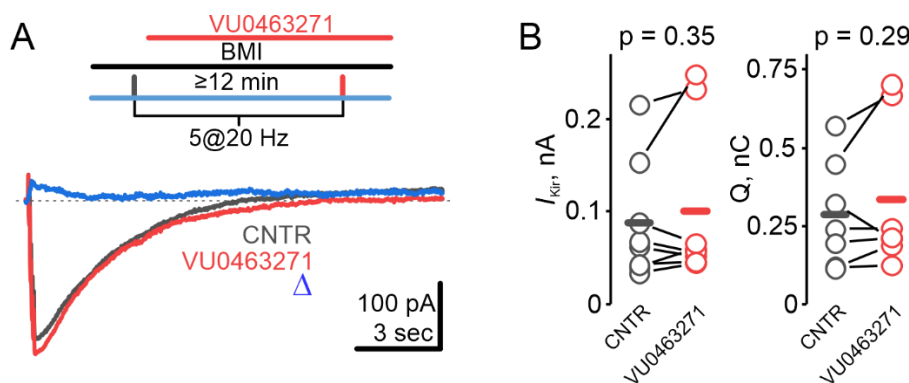 A
VU0463271
BMI
≥12 min
5@20 Hz
CNTR
VU0463271
Δ
100 pA
3 sec
B
p = 0.35
p = 0.29
I_Kir, nA
0.2
0.1
0
CNTR
VU0463271
Q, nC
0.75
0.5
0.25
0
CNTR
VU0463271